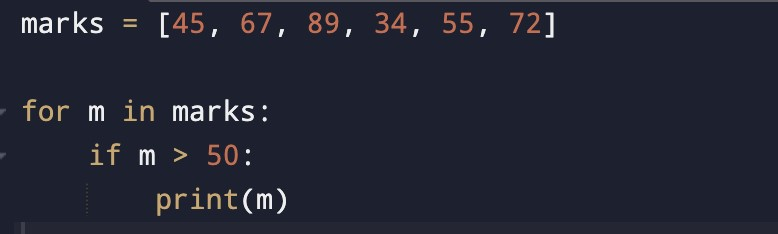 marks = [45, 67, 89, 34, 55, 72]
for m in marks:
    if m > 50:
        print(m)